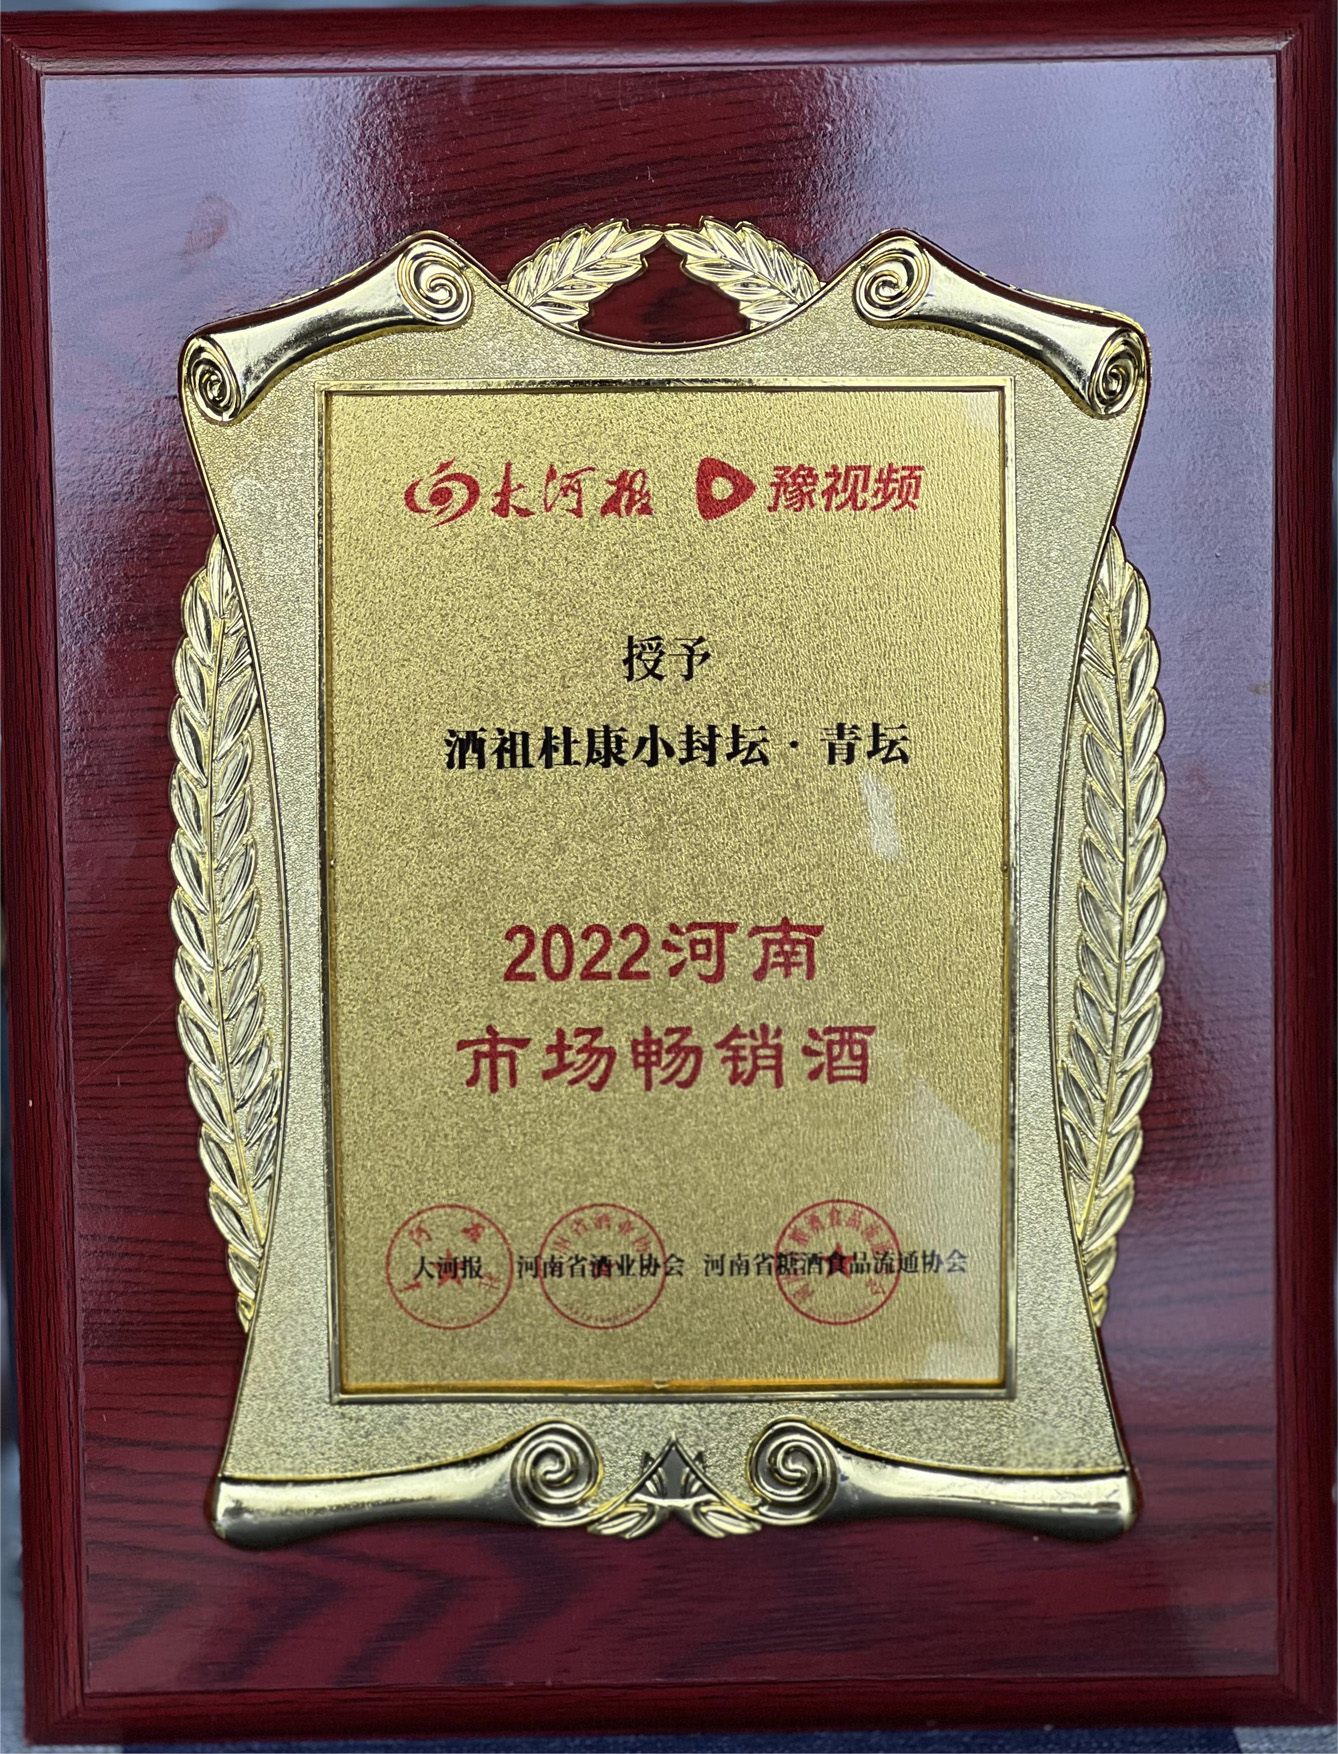 大河报 豫视频
授予
酒祖杜康小封坛·青坛
2022河南
市场畅销酒
大河报 河南省酒业协会 河南省糖酒食品流通协会